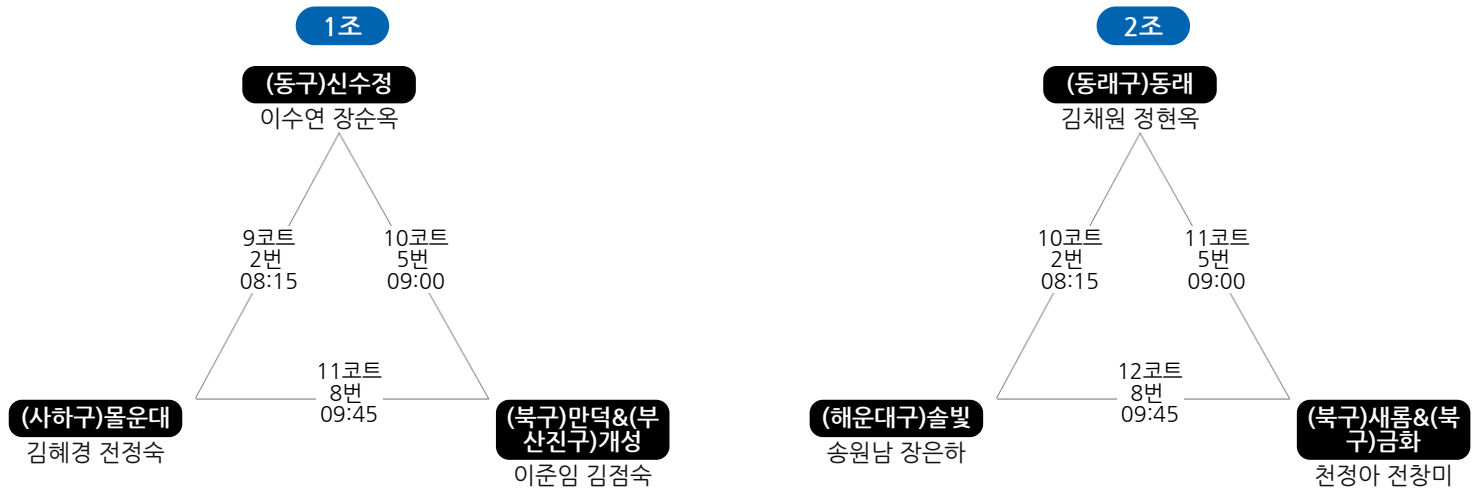 1조
(동구)신수정
이수연 장순옥
9코트
2번
08:15
10코트
5번
09:00
11코트
8번
09:45
(사하구)몰운대
김혜경 전정숙
(북구)만덕&(부
산진구)개성
이준임 김점숙
2조
(동래구)동래
김채원 정현옥
10코트
2번
08:15
11코트
5번
09:00
12코트
8번
09:45
(해운대구)솔빛
송원남 장은하
(북구)새롬&(북
구)금화
천정아 전창미